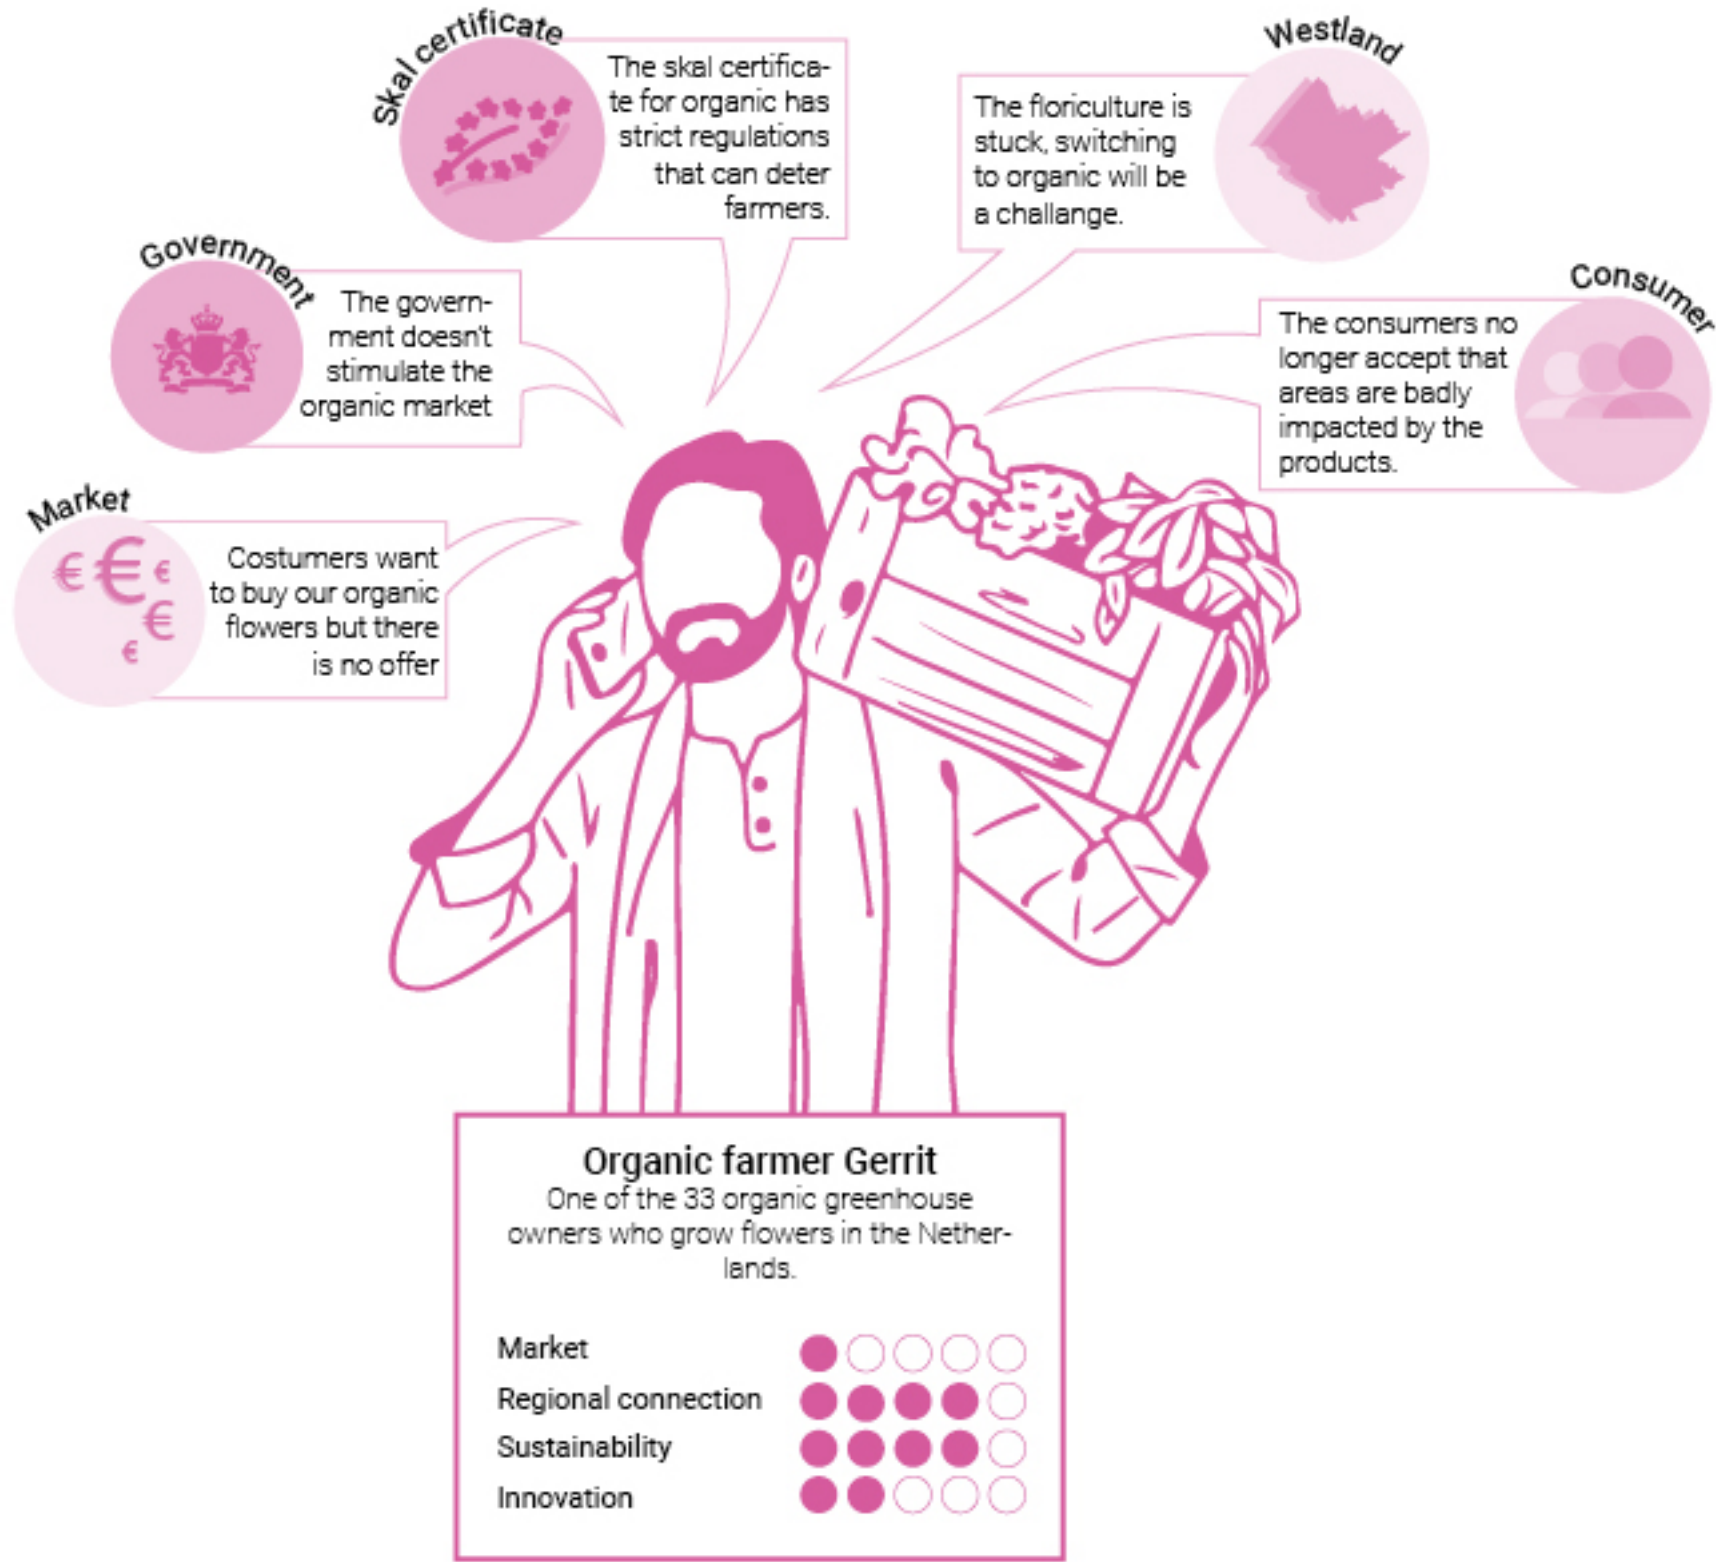 Skal certificate
The skal certifica-
te for organic has
strict regulations
that can deter
farmers.
Westland
The floriculture is
stuck, switching
to organic will be
a challange.
Government
The govern-
ment doesn't
stimulate the
organic market
Consumer
The consumers no
longer accept that
areas are badly
impacted by the
products.
Market
€ € €
€
€
Costumers want
to buy our organic
flowers but there
is no offer
Organic farmer Gerrit
One of the 33 organic greenhouse
owners who grow flowers in the Nether-
lands.
Market
Regional connection
Sustainability
Innovation